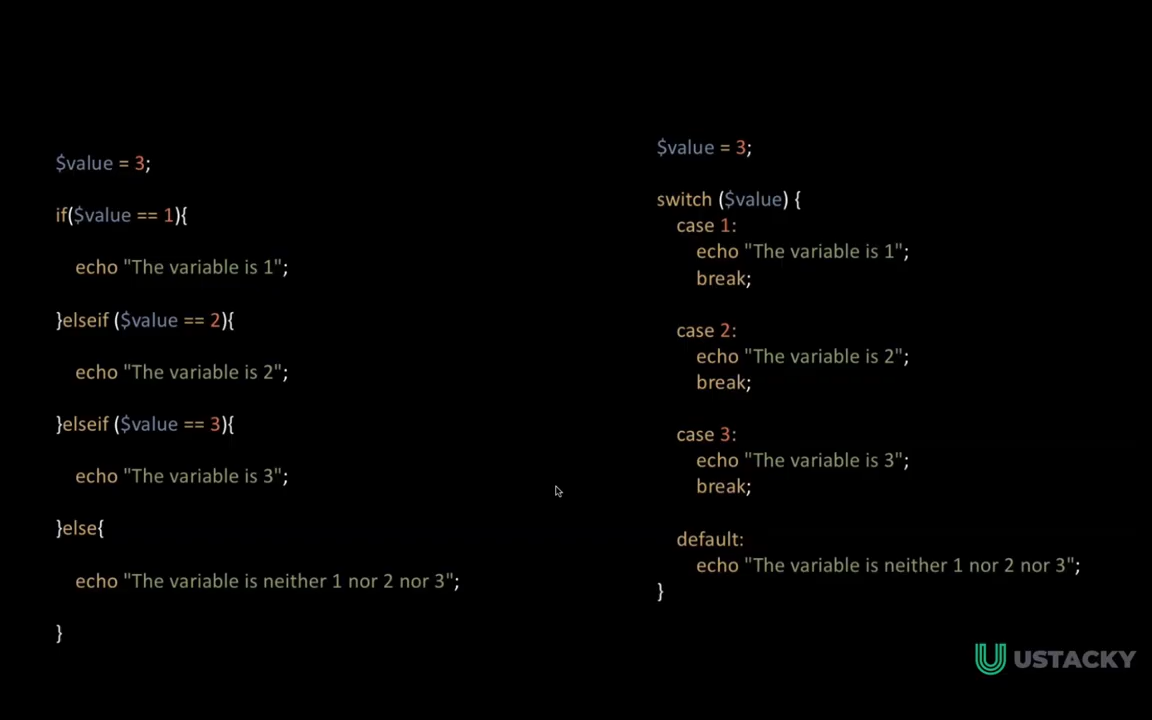 $value = 3;
if($value == 1){
echo "The variable is 1";
}elseif ($value == 2){
echo "The variable is 2";
}elseif ($value == 3){
echo "The variable is 3";
}else{
echo "The variable is neither 1 nor 2 nor 3";
}
$value = 3;
switch ($value) {
case 1:
echo "The variable is 1";
break;
case 2:
echo "The variable is 2";
break;
case 3:
echo "The variable is 3";
break;
default:
echo "The variable is neither 1 nor 2 nor 3";
}
USTACKY